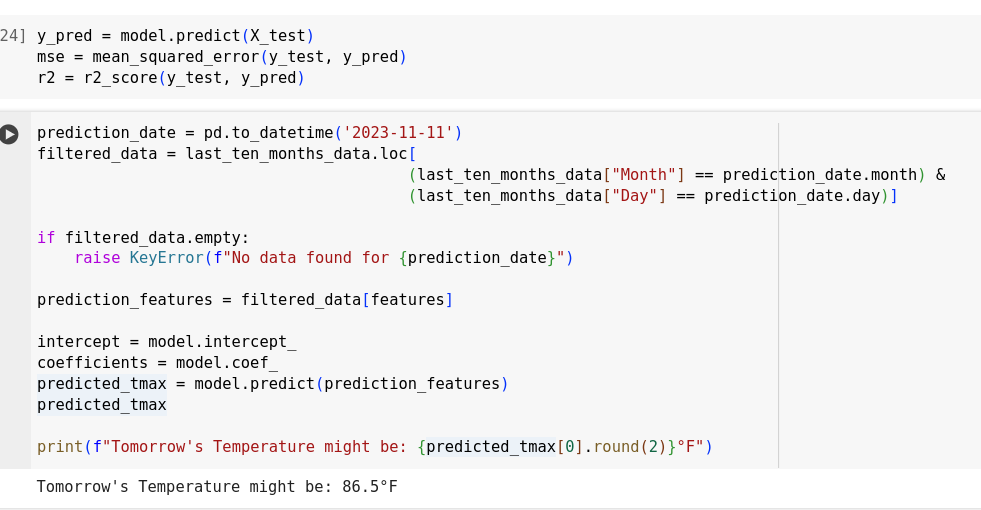 24] y_pred = model.predict(X_test)
mse = mean_squared_error(y_test, y_pred)
r2 = r2_score(y_test, y_pred)
prediction_date = pd.to_datetime('2023-11-11')
filtered_data = last_ten_months_data.loc[
(last_ten_months_data["Month"] == prediction_date.month) &
(last_ten_months_data["Day"] == prediction_date.day)]
if filtered_data.empty:
raise KeyError(f"No data found for {prediction_date}")
prediction_features = filtered_data[features]
intercept = model.intercept_
coefficients = model.coef_
predicted_tmax = model.predict(prediction_features)
predicted_tmax
print(f"Tomorrow's Temperature might be: {predicted_tmax[0].round(2)}°F")
Tomorrow's Temperature might be: 86.5°F